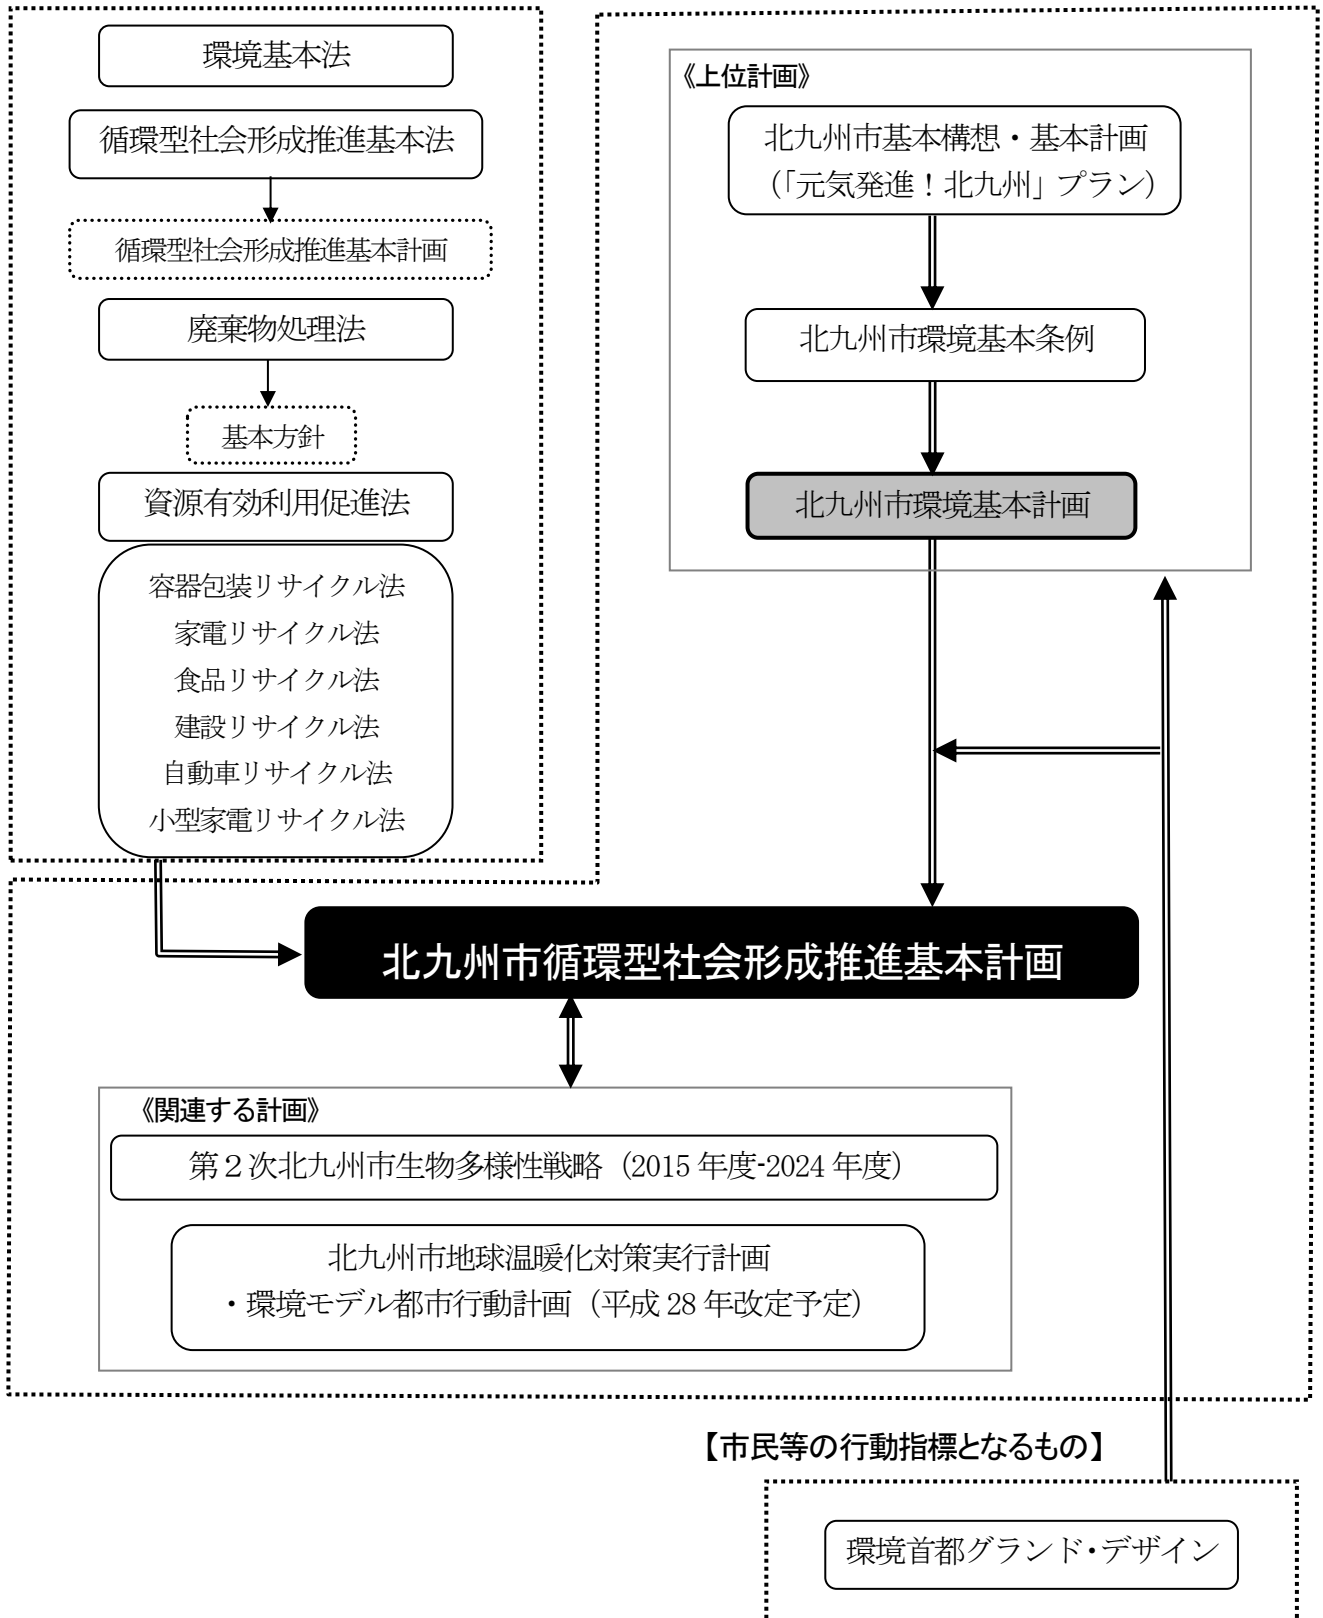 環境基本法
循環型社会形成推進基本法
循環型社会形成推進基本計画
廃棄物処理法
基本方針
資源有効利用促進法
容器包装リサイクル法
家電リサイクル法
食品リサイクル法
建設リサイクル法
自動車リサイクル法
小型家電リサイクル法
《上位計画》
北九州市基本構想・基本計画
(「元気発進！北九州」プラン)
北九州市環境基本条例
北九州市環境基本計画
北九州市循環型社会形成推進基本計画
《関連する計画》
第２次北九州市生物多様性戦略（2015 年度-2024 年度）
北九州市地球温暖化対策実行計画
・環境モデル都市行動計画（平成 28 年改定予定）
【市民等の行動指標となるもの】
環境首都グランド・デザイン